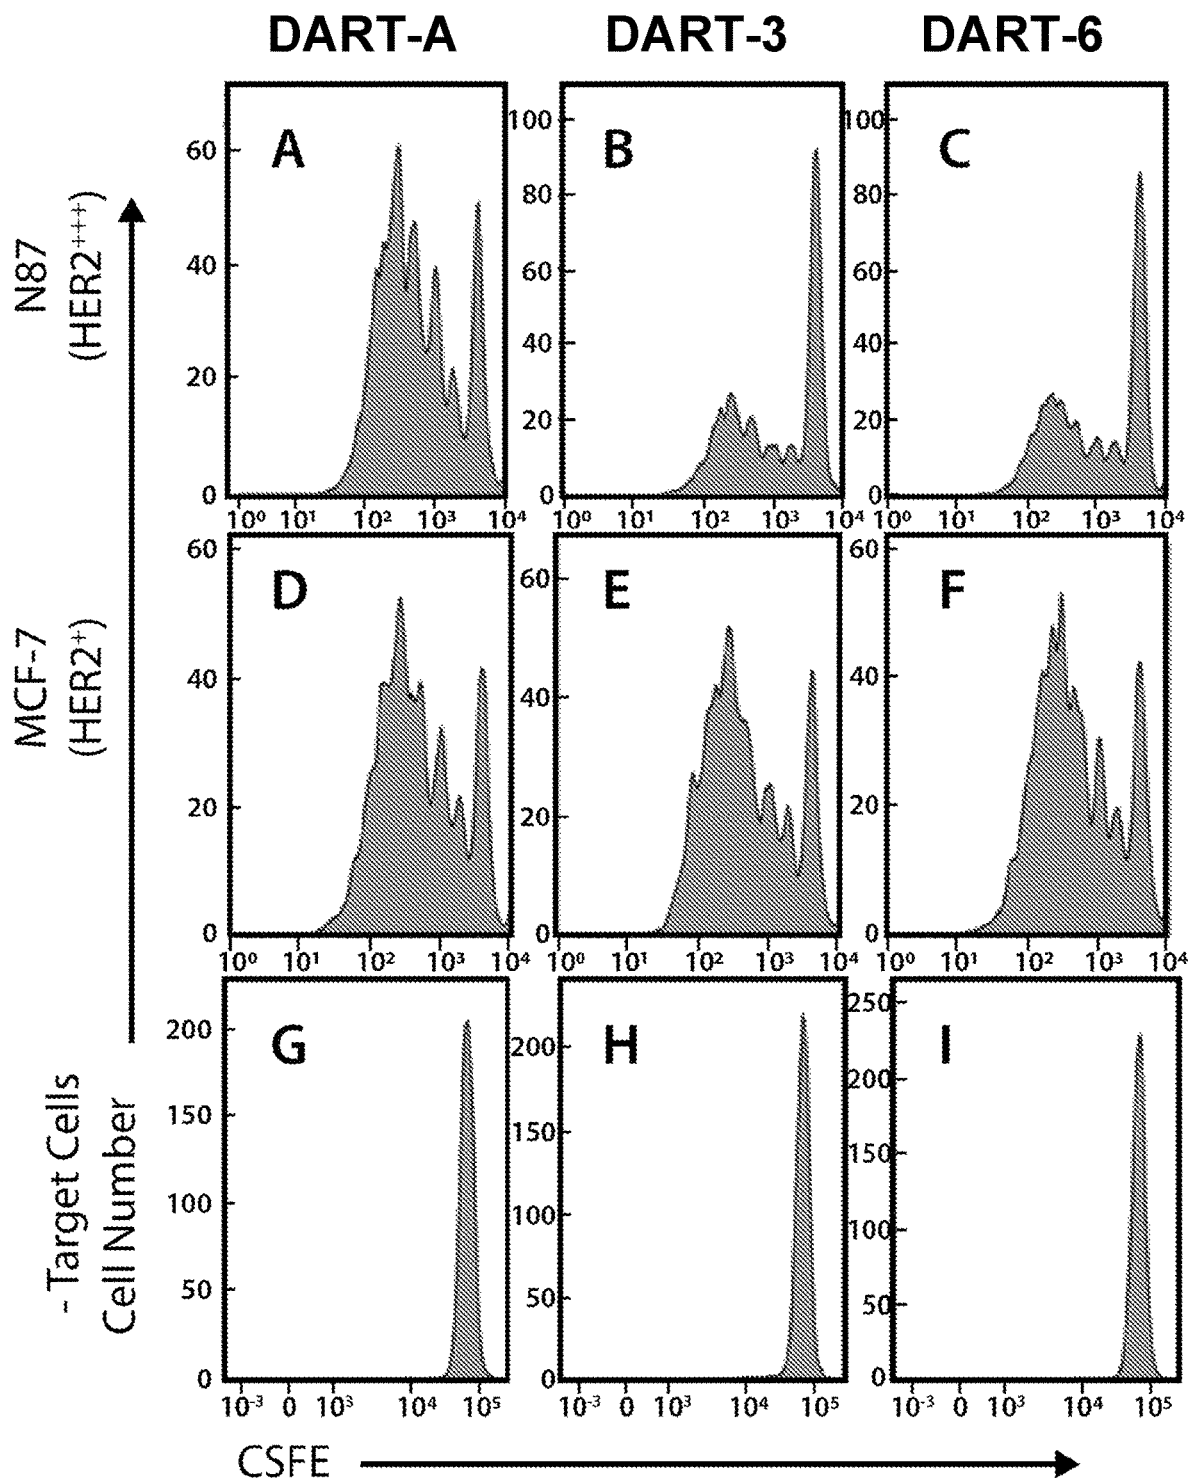 DART-A DART-3 DART-6
N87
(HER2⁺⁺⁺)
A
60
40
20
0
10⁰ 10¹ 10² 10³ 10⁴
B
100
80
60
40
20
0
10⁰ 10¹ 10² 10³ 10⁴
C
100
80
60
40
20
0
10⁰ 10¹ 10² 10³ 10⁴
MCF-7
(HER2⁺)
D
60
40
20
0
10⁰ 10¹ 10² 10³ 10⁴
E
60
40
20
0
10⁰ 10¹ 10² 10³ 10⁴
F
60
40
20
0
10⁰ 10¹ 10² 10³ 10⁴
- Target Cells
Cell Number
G
200
150
100
50
0
10⁻³ 0 10³ 10⁴ 10⁵
H
200
150
100
50
0
10⁻³ 0 10³ 10⁴ 10⁵
I
250
200
150
100
50
0
10⁻³ 0 10³ 10⁴ 10⁵
CSFE